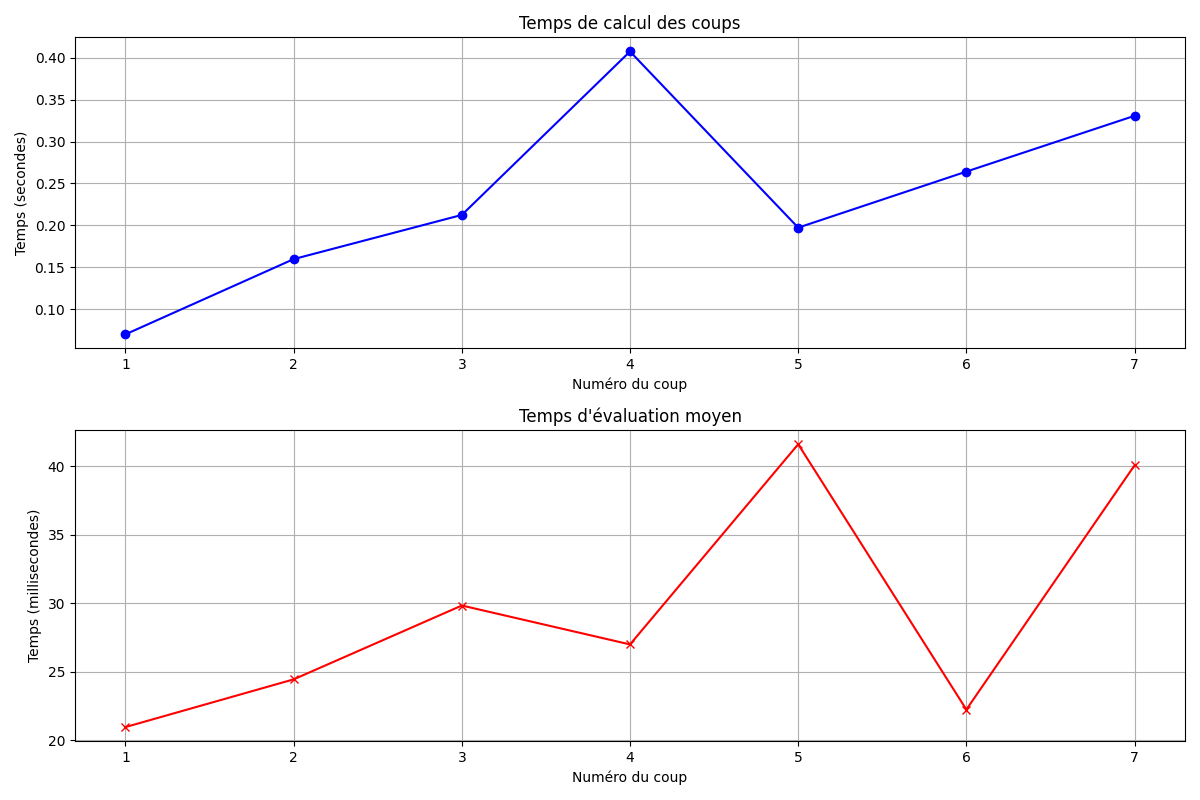 Temps de calcul des coups
0.40
0.35
0.30
0.25
0.20
0.15
0.10
Temps (secondes)
1 2 3 4 5 6 7
Numéro du coup
Temps d'évaluation moyen
40
35
30
25
20
Temps (millisecondes)
1 2 3 4 5 6 7
Numéro du coup